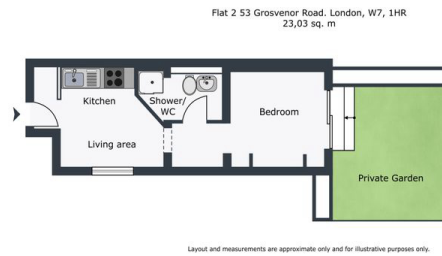 Flat 2 53 Grosvenor Road. London, W7, 1HR
23,03 sq. m
Kitchen
Shower/
WC
Bedroom
Living area
Private Garden
Layout and measurements are approximate only and for illustrative purposes only.